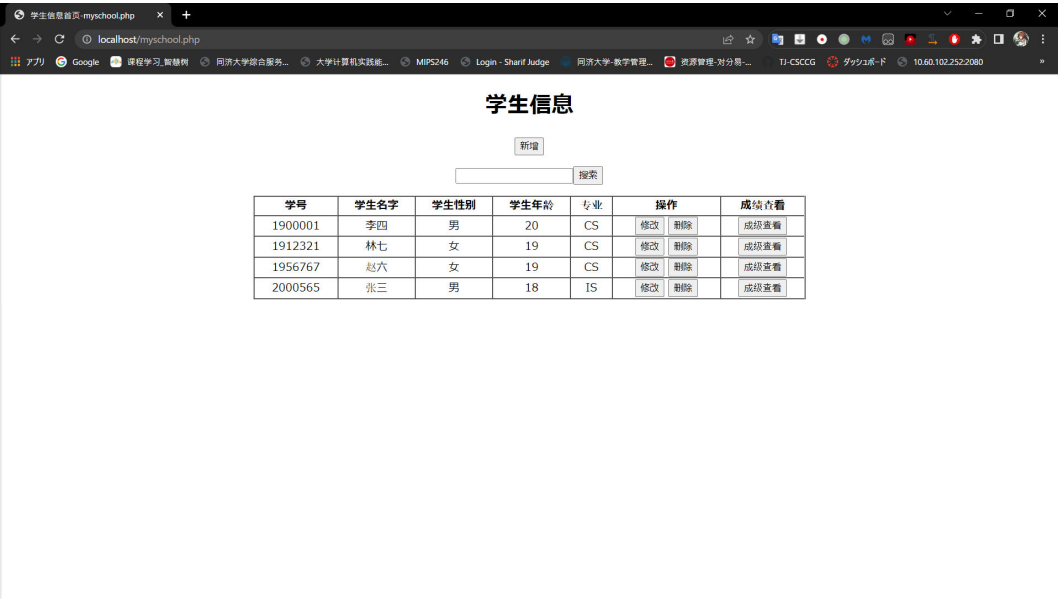 学生信息首页-myschool.php
localhost/myschool.php
アプリ Google 课程学习_智慧树 同济大学综合服务... 大学计算机实践能... MIPS246 Login - Sharif Judge 同济大学-教学管理... 资源管理-对分易-... TJ-CSCCG ダッシュボード 10.60.102.252:2080 »
学生信息
新增
搜索
学号 学生名字 学生性别 学生年龄 专业 操作 成绩查看
1900001 李四 男 20 CS 修改 删除 成级查看
1912321 林七 女 19 CS 修改 删除 成级查看
1956767 赵六 女 19 CS 修改 删除 成级查看
2000565 张三 男 18 IS 修改 删除 成级查看